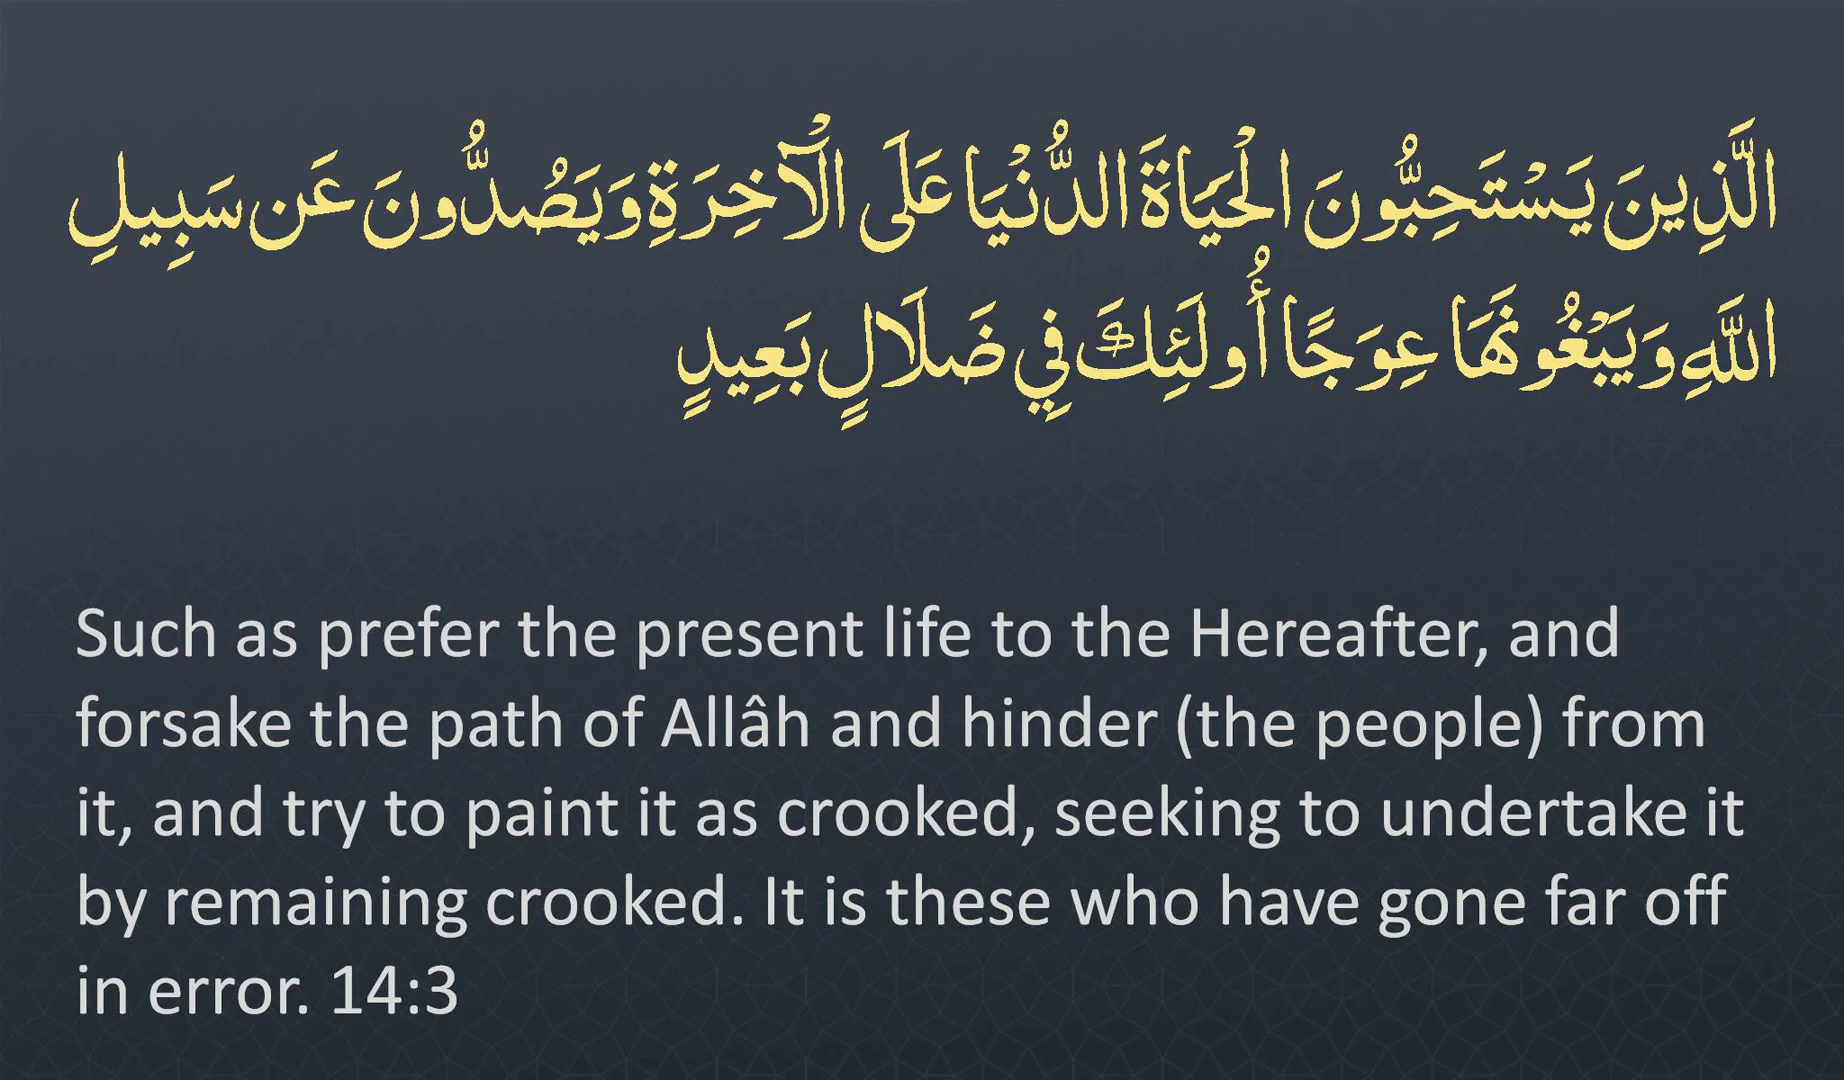 الَّذِينَ يَسْتَحِبُّونَ الْحَيَاةَ الدُّنْيَا عَلَى الْآخِرَةِ وَيَصُدُّونَ عَن سَبِيلِ
اللَّهِ وَيَبْغُونَهَا عِوَجًا أُولَئِكَ فِي ضَلَالٍ بَعِيدٍ
Such as prefer the present life to the Hereafter, and
forsake the path of Allâh and hinder (the people) from
it, and try to paint it as crooked, seeking to undertake it
by remaining crooked. It is these who have gone far off
in error. 14:3